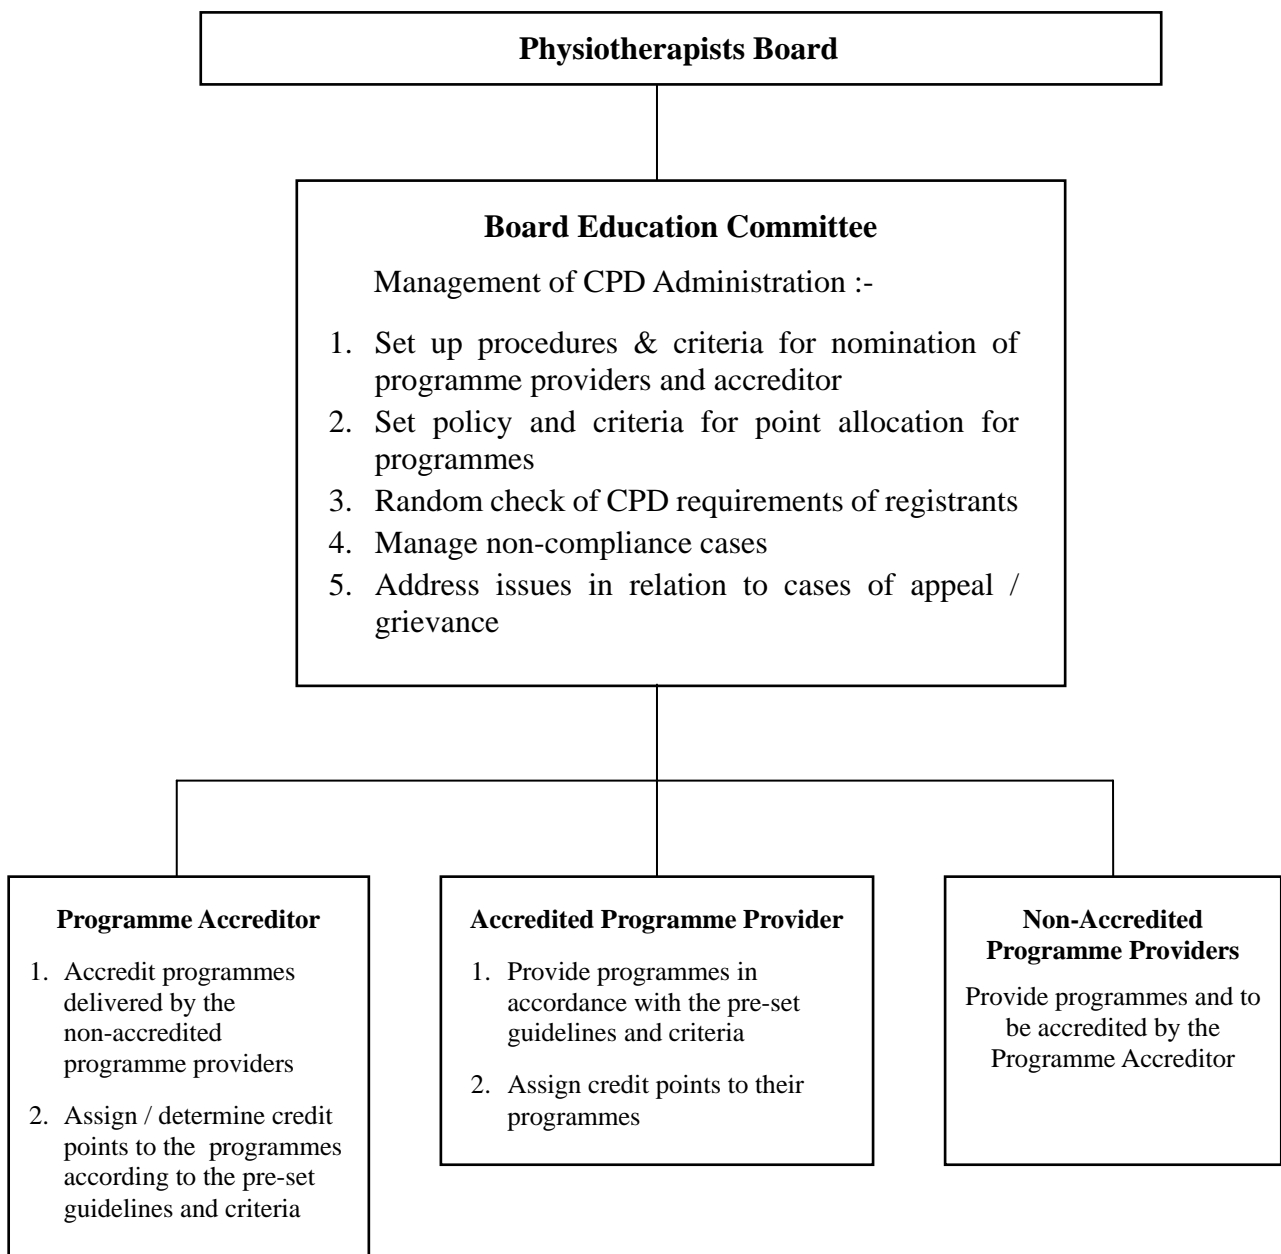 Physiotherapists Board
Board Education Committee
Management of CPD Administration :-
1. Set up procedures & criteria for nomination of
programme providers and accreditor
2. Set policy and criteria for point allocation for
programmes
3. Random check of CPD requirements of registrants
4. Manage non-compliance cases
5. Address issues in relation to cases of appeal /
grievance
Programme Accreditor
1. Accredit programmes
delivered by the
non-accredited
programme providers
2. Assign / determine credit
points to the programmes
according to the pre-set
guidelines and criteria
Accredited Programme Provider
1. Provide programmes in
accordance with the pre-set
guidelines and criteria
2. Assign credit points to their
programmes
Non-Accredited
Programme Providers
Provide programmes and to
be accredited by the
Programme Accreditor